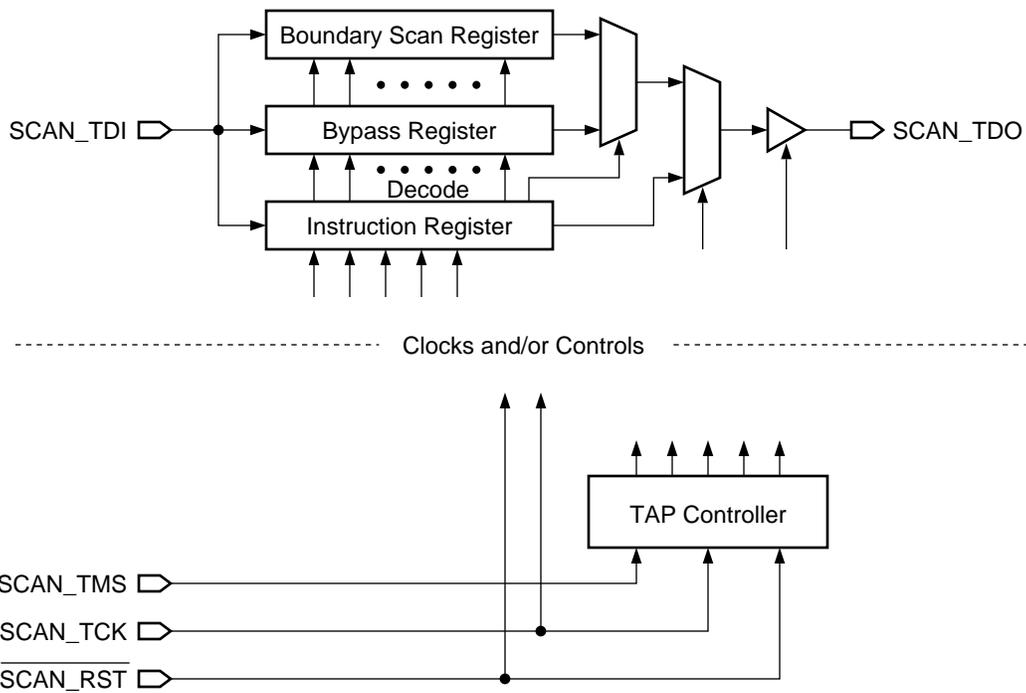 Boundary Scan Register
SCAN_TDI
Bypass Register
SCAN_TDO
Decode
Instruction Register
Clocks and/or Controls
TAP Controller
SCAN_TMS
SCAN_TCK
SCAN_RST